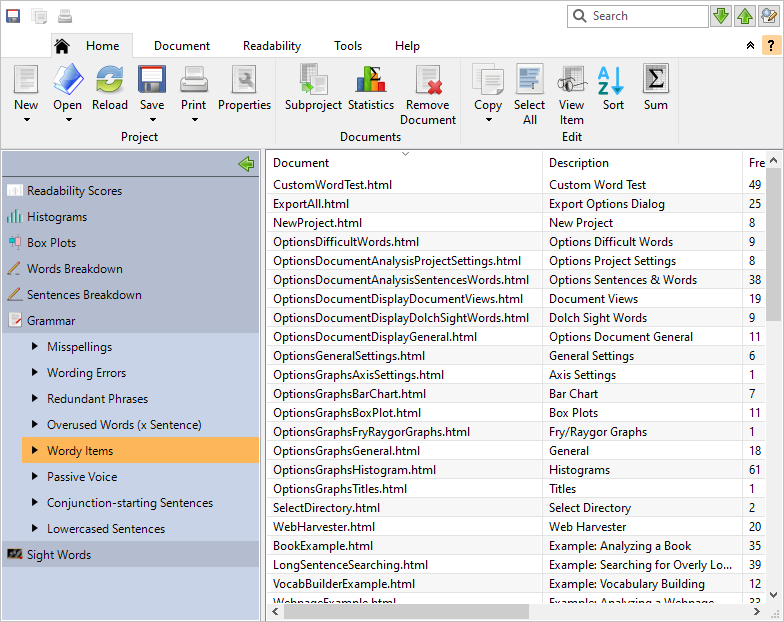 Search
Home Document Readability Tools Help ?
New Open Reload Save Print Properties Subproject Statistics Remove Document Copy Select All View Item Sort Sum
Project Documents Edit
Readability Scores
Histograms
Box Plots
Words Breakdown
Sentences Breakdown
Grammar
Misspellings
Wording Errors
Redundant Phrases
Overused Words (x Sentence)
Wordy Items
Passive Voice
Conjunction-starting Sentences
Lowercased Sentences
Sight Words
Document Description Fre
CustomWordTest.html Custom Word Test 49
ExportAll.html Export Options Dialog 25
NewProject.html New Project 8
OptionsDifficultWords.html Options Difficult Words 9
OptionsDocumentAnalysisProjectSettings.html Options Project Settings 8
OptionsDocumentAnalysisSentencesWords.html Options Sentences & Words 38
OptionsDocumentDisplayDocumentViews.html Document Views 19
OptionsDocumentDisplayDolchSightWords.html Dolch Sight Words 9
OptionsDocumentDisplayGeneral.html Options Document General 11
OptionsGeneralSettings.html General Settings 6
OptionsGraphsAxisSettings.html Axis Settings 1
OptionsGraphsBarChart.html Bar Chart 7
OptionsGraphsBoxPlot.html Box Plots 11
OptionsGraphsFryRaygorGraphs.html Fry/Raygor Graphs 1
OptionsGraphsGeneral.html General 18
OptionsGraphsHistogram.html Histograms 61
OptionsGraphsTitles.html Titles 1
SelectDirectory.html Select Directory 2
WebHarvester.html Web Harvester 20
BookExample.html Example: Analyzing a Book 35
LongSentenceSearching.html Example: Searching for Overly Lo... 39
VocabBuilderExample.html Example: Vocabulary Building 12
WebpageExample.html Example: Analyzing a Webpage 33